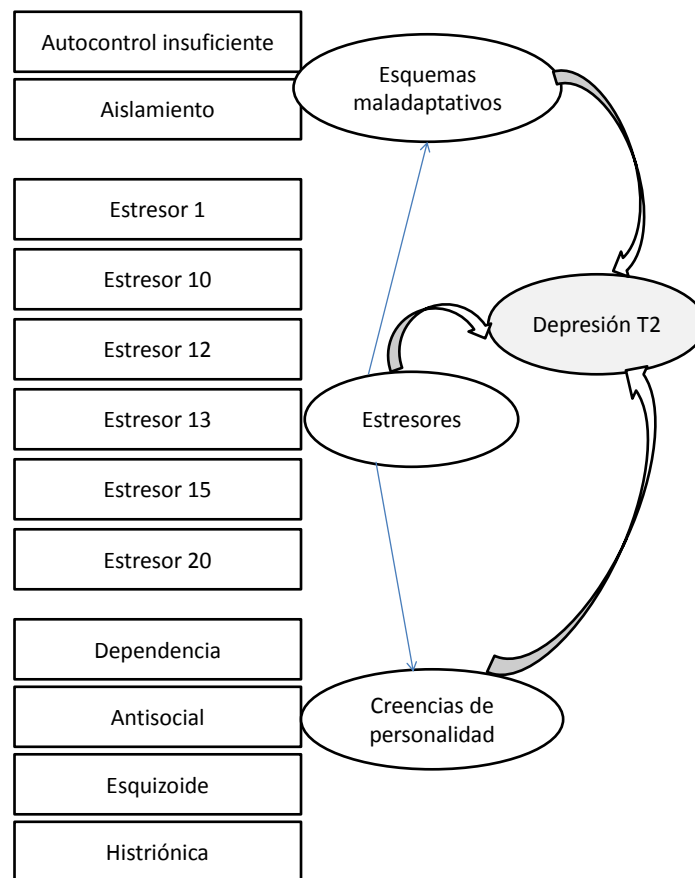 Autocontrol insuficiente
Aislamiento
Esquemas
maladaptativos
Estresor 1
Estresor 10
Estresor 12
Estresor 13
Estresor 15
Estresor 20
Estresores
Depresión T2
Dependencia
Antisocial
Esquizoide
Histriónica
Creencias de
personalidad